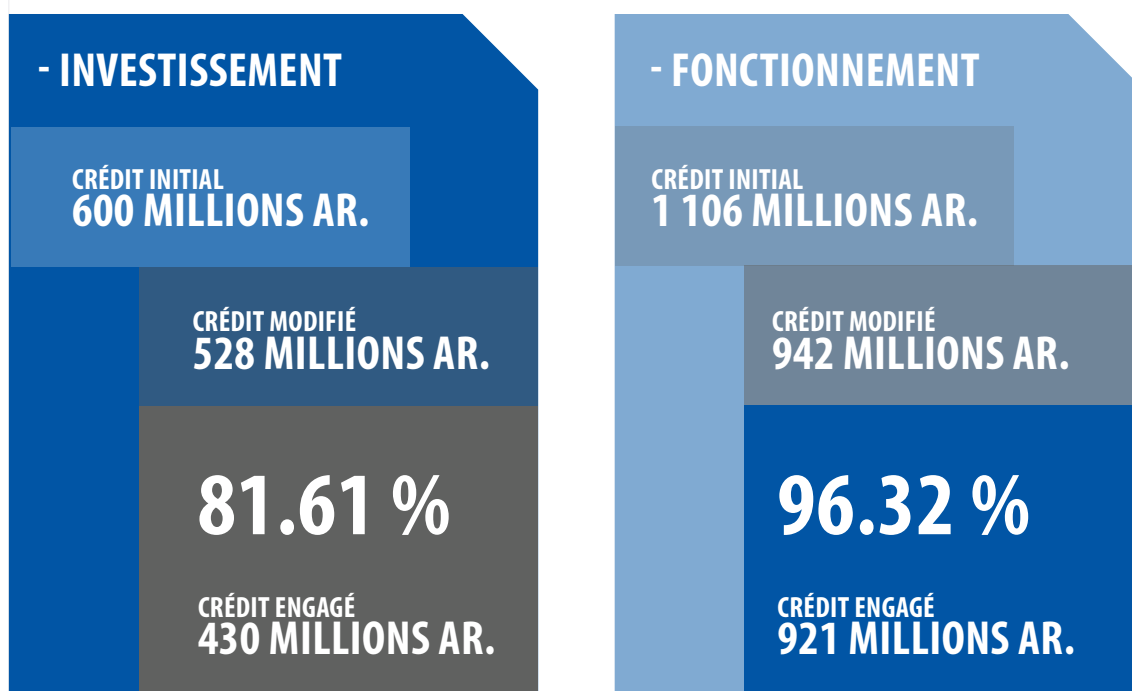 - INVESTISSEMENT
CRÉDIT INITIAL
600 MILLIONS AR.
CRÉDIT MODIFIÉ
528 MILLIONS AR.
81.61 %
CRÉDIT ENGAGÉ
430 MILLIONS AR.
- FONCTIONNEMENT
CRÉDIT INITIAL
1 106 MILLIONS AR.
CRÉDIT MODIFIÉ
942 MILLIONS AR.
96.32 %
CRÉDIT ENGAGÉ
921 MILLIONS AR.